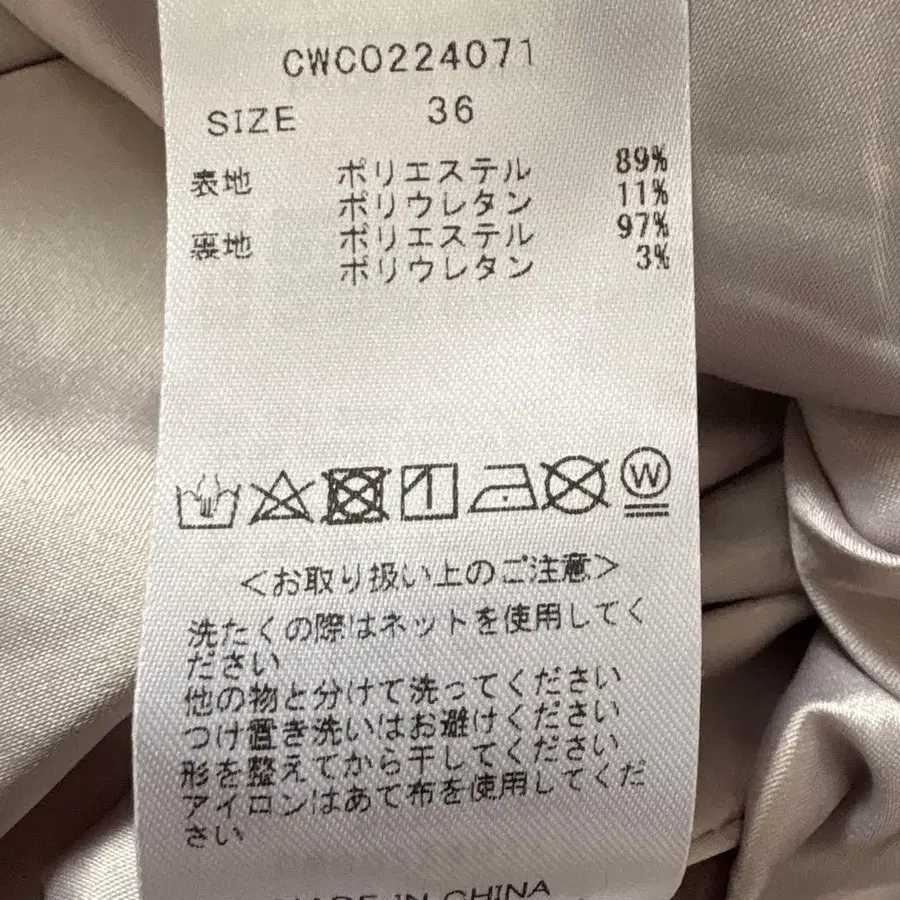 CWC0224071
SIZE 36
表地 ポリエステル 89%
ポリウレタン 11%
裏地 ポリエステル 97%
ポリウレタン 3%
W
<お取り扱い上のご注意>
洗たくの際はネットを使用してく
ださい
他の物と分けて洗ってください
つけ置き洗いはお避けください
形を整えてから干してください
アイロンはあて布を使用してくだ
さい
MADE IN CHINA